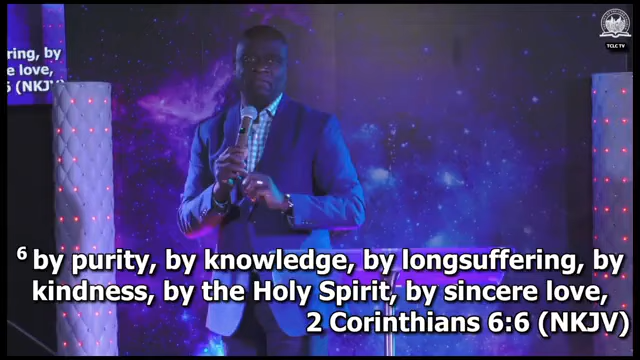 ring, by
e love,
6 (NKJV)
TCLC TV
6 by purity, by knowledge, by longsuffering, by
kindness, by the Holy Spirit, by sincere love,
2 Corinthians 6:6 (NKJV)